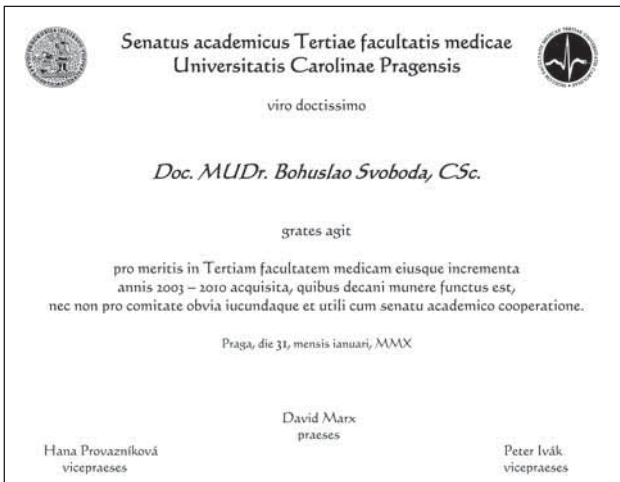 Senatus academicus Tertiae facultatis medicae
Universitatis Carolinae Pragensis
viro doctissimo
Doc. MUDr. Bohuslao Svoboda, CSc.
grates agit
pro meritis in Tertiam facultatem medicam eiusque incrementa
annis 2003 – 2010 acquisita, quibus decani munere functus est,
nec non pro comitate obvia iucundaque et utili cum senatu academico cooperatione.
Praga, die 31, mensis ianuari, MMX
David Marx
praeses
Hana Provazníková
vicepraeses
Peter Ivák
vicepraeses